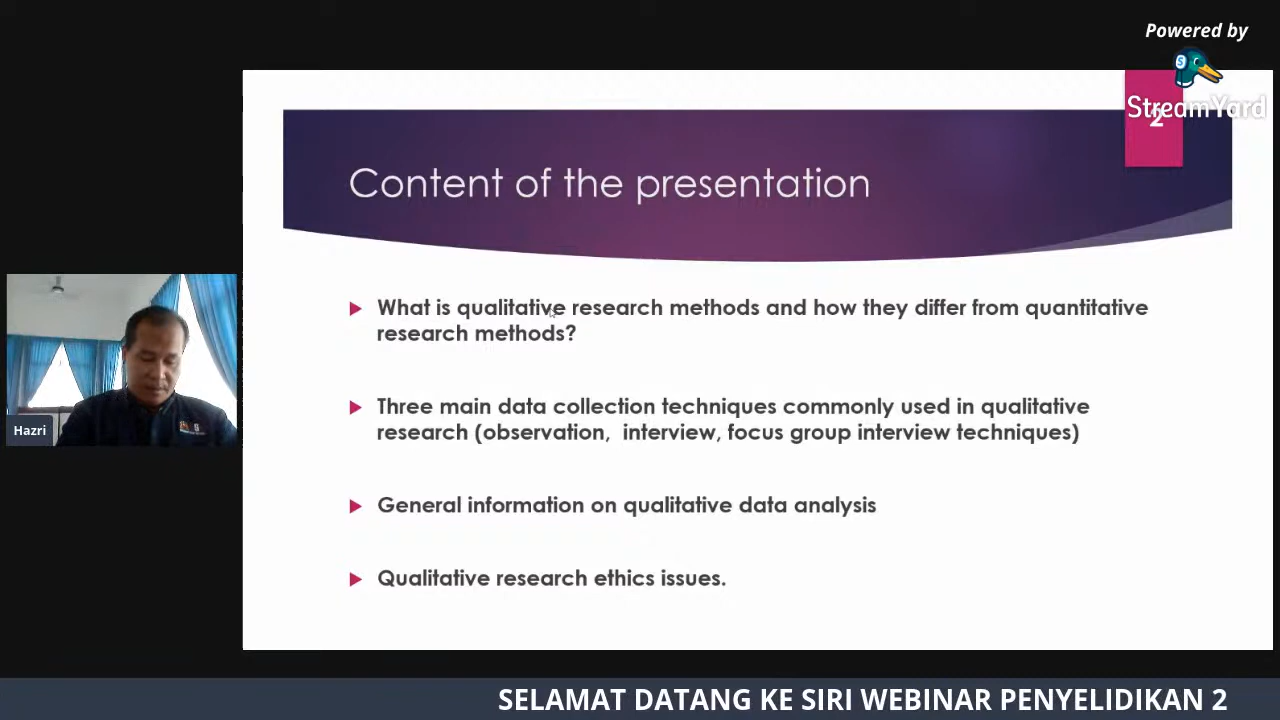 Powered by
StreamYard
2
Content of the presentation
What is qualitative research methods and how they differ from quantitative
research methods?
Three main data collection techniques commonly used in qualitative
research (observation, interview, focus group interview techniques)
General information on qualitative data analysis
Qualitative research ethics issues.
Hazri
SELAMAT DATANG KE SIRI WEBINAR PENYELIDIKAN 2